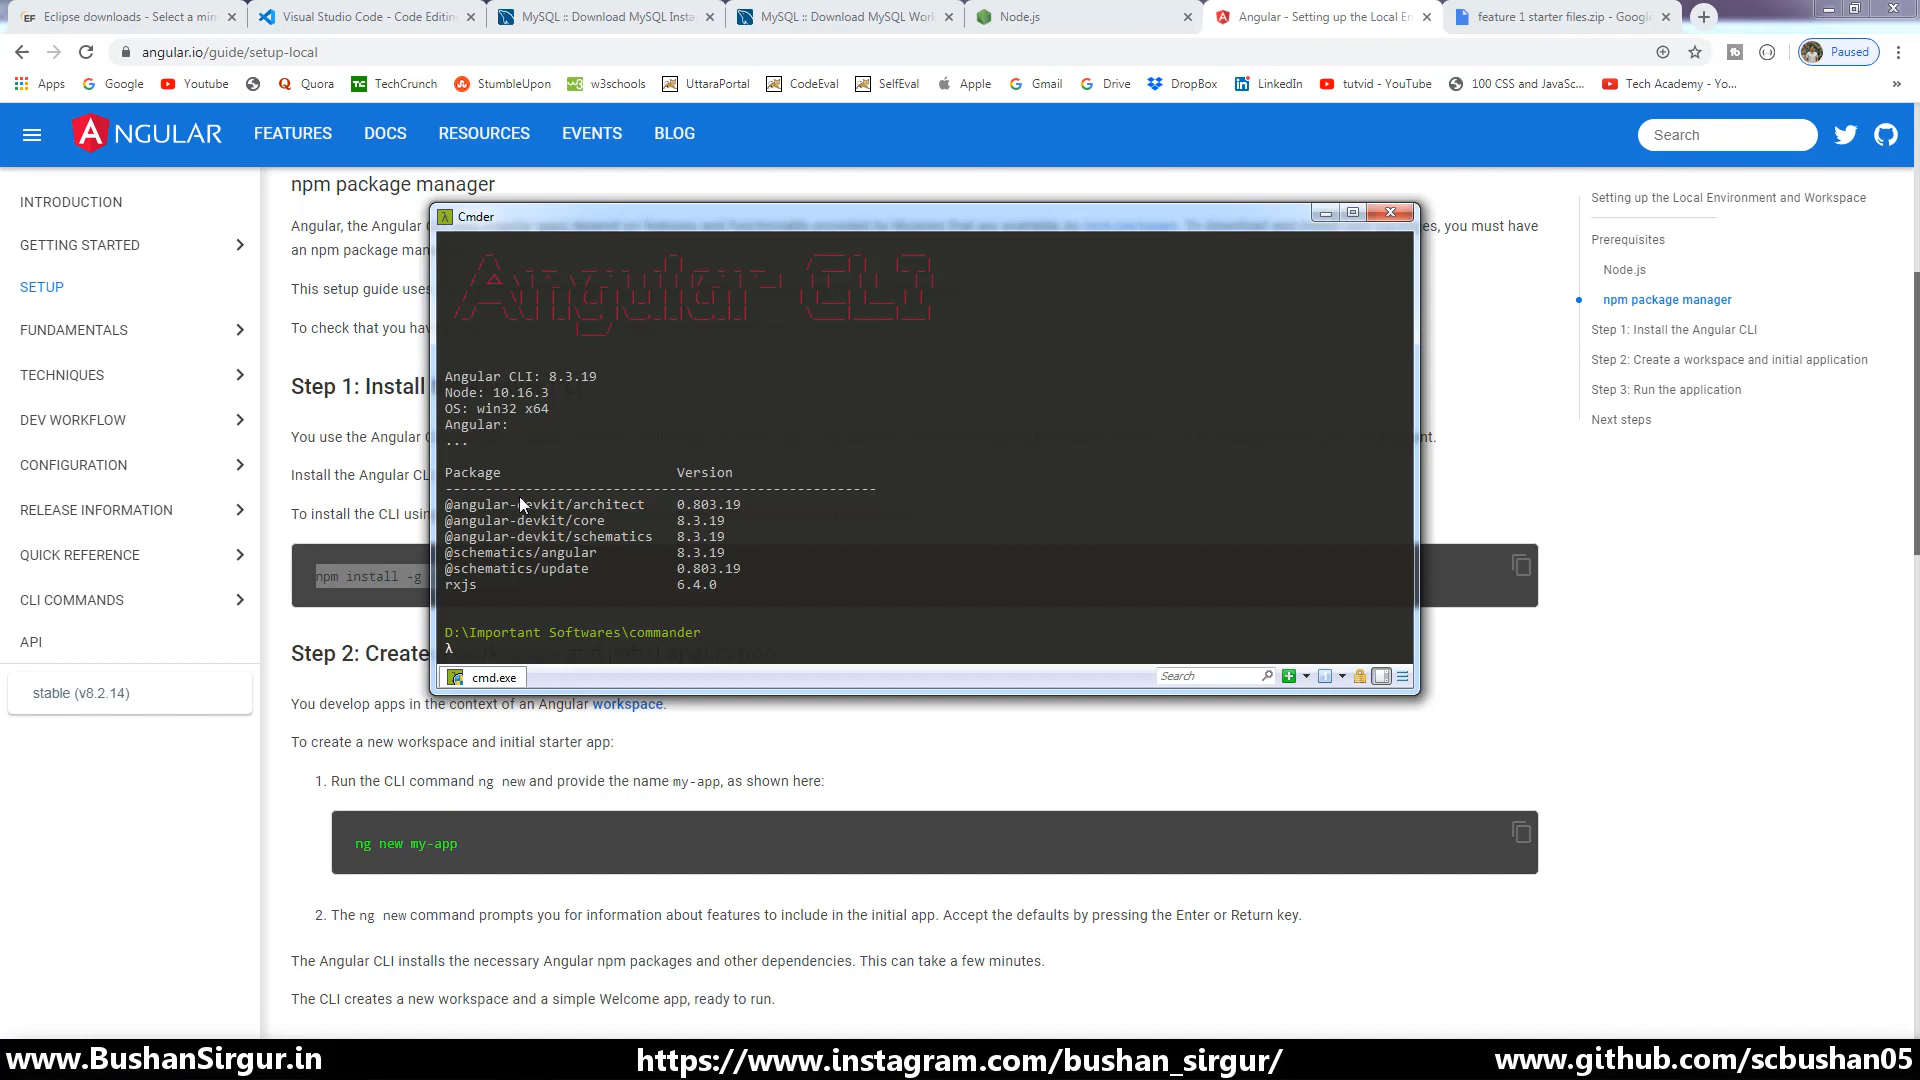 Eclipse downloads - Select a mirr
Visual Studio Code - Code Editing
MySQL :: Download MySQL Insta
MySQL :: Download MySQL Work
Node.js
Angular - Setting up the Local En
feature 1 starter files.zip - Google
angular.io/guide/setup-local
Paused
Apps
Google
Youtube
Quora
TechCrunch
StumbleUpon
w3schools
UttaraPortal
CodeEval
SelfEval
Apple
Gmail
Drive
DropBox
LinkedIn
tutvid - YouTube
100 CSS and JavaSc...
Tech Academy - Yo...
ANGULAR
FEATURES
DOCS
RESOURCES
EVENTS
BLOG
Search
INTRODUCTION
GETTING STARTED
SETUP
FUNDAMENTALS
TECHNIQUES
DEV WORKFLOW
CONFIGURATION
RELEASE INFORMATION
QUICK REFERENCE
CLI COMMANDS
API
stable (v8.2.14)
npm package manager
Angular, the Angular C
es, you must have
an npm package man
This setup guide uses
To check that you hav
Step 1: Install
You use the Angular C
nt.
Install the Angular CL
To install the CLI usin
npm install -g
Cmder
Angular CLI
Angular CLI: 8.3.19
Node: 10.16.3
OS: win32 x64
Angular:
...
Package Version
------------------------------------------------------
@angular-devkit/architect 0.803.19
@angular-devkit/core 8.3.19
@angular-devkit/schematics 8.3.19
@schematics/angular 8.3.19
@schematics/update 0.803.19
rxjs 6.4.0
D:\Important Softwares\commander
λ
cmd.exe
Search
Step 2: Create
You develop apps in the context of an Angular workspace.
To create a new workspace and initial starter app:
1. Run the CLI command ng new and provide the name my-app, as shown here:
ng new my-app
2. The ng new command prompts you for information about features to include in the initial app. Accept the defaults by pressing the Enter or Return key.
The Angular CLI installs the necessary Angular npm packages and other dependencies. This can take a few minutes.
The CLI creates a new workspace and a simple Welcome app, ready to run.
Setting up the Local Environment and Workspace
Prerequisites
Node.js
npm package manager
Step 1: Install the Angular CLI
Step 2: Create a workspace and initial application
Step 3: Run the application
Next steps
www.BushanSirgur.in
https://www.instagram.com/bushan_sirgur/
www.github.com/scbushan05